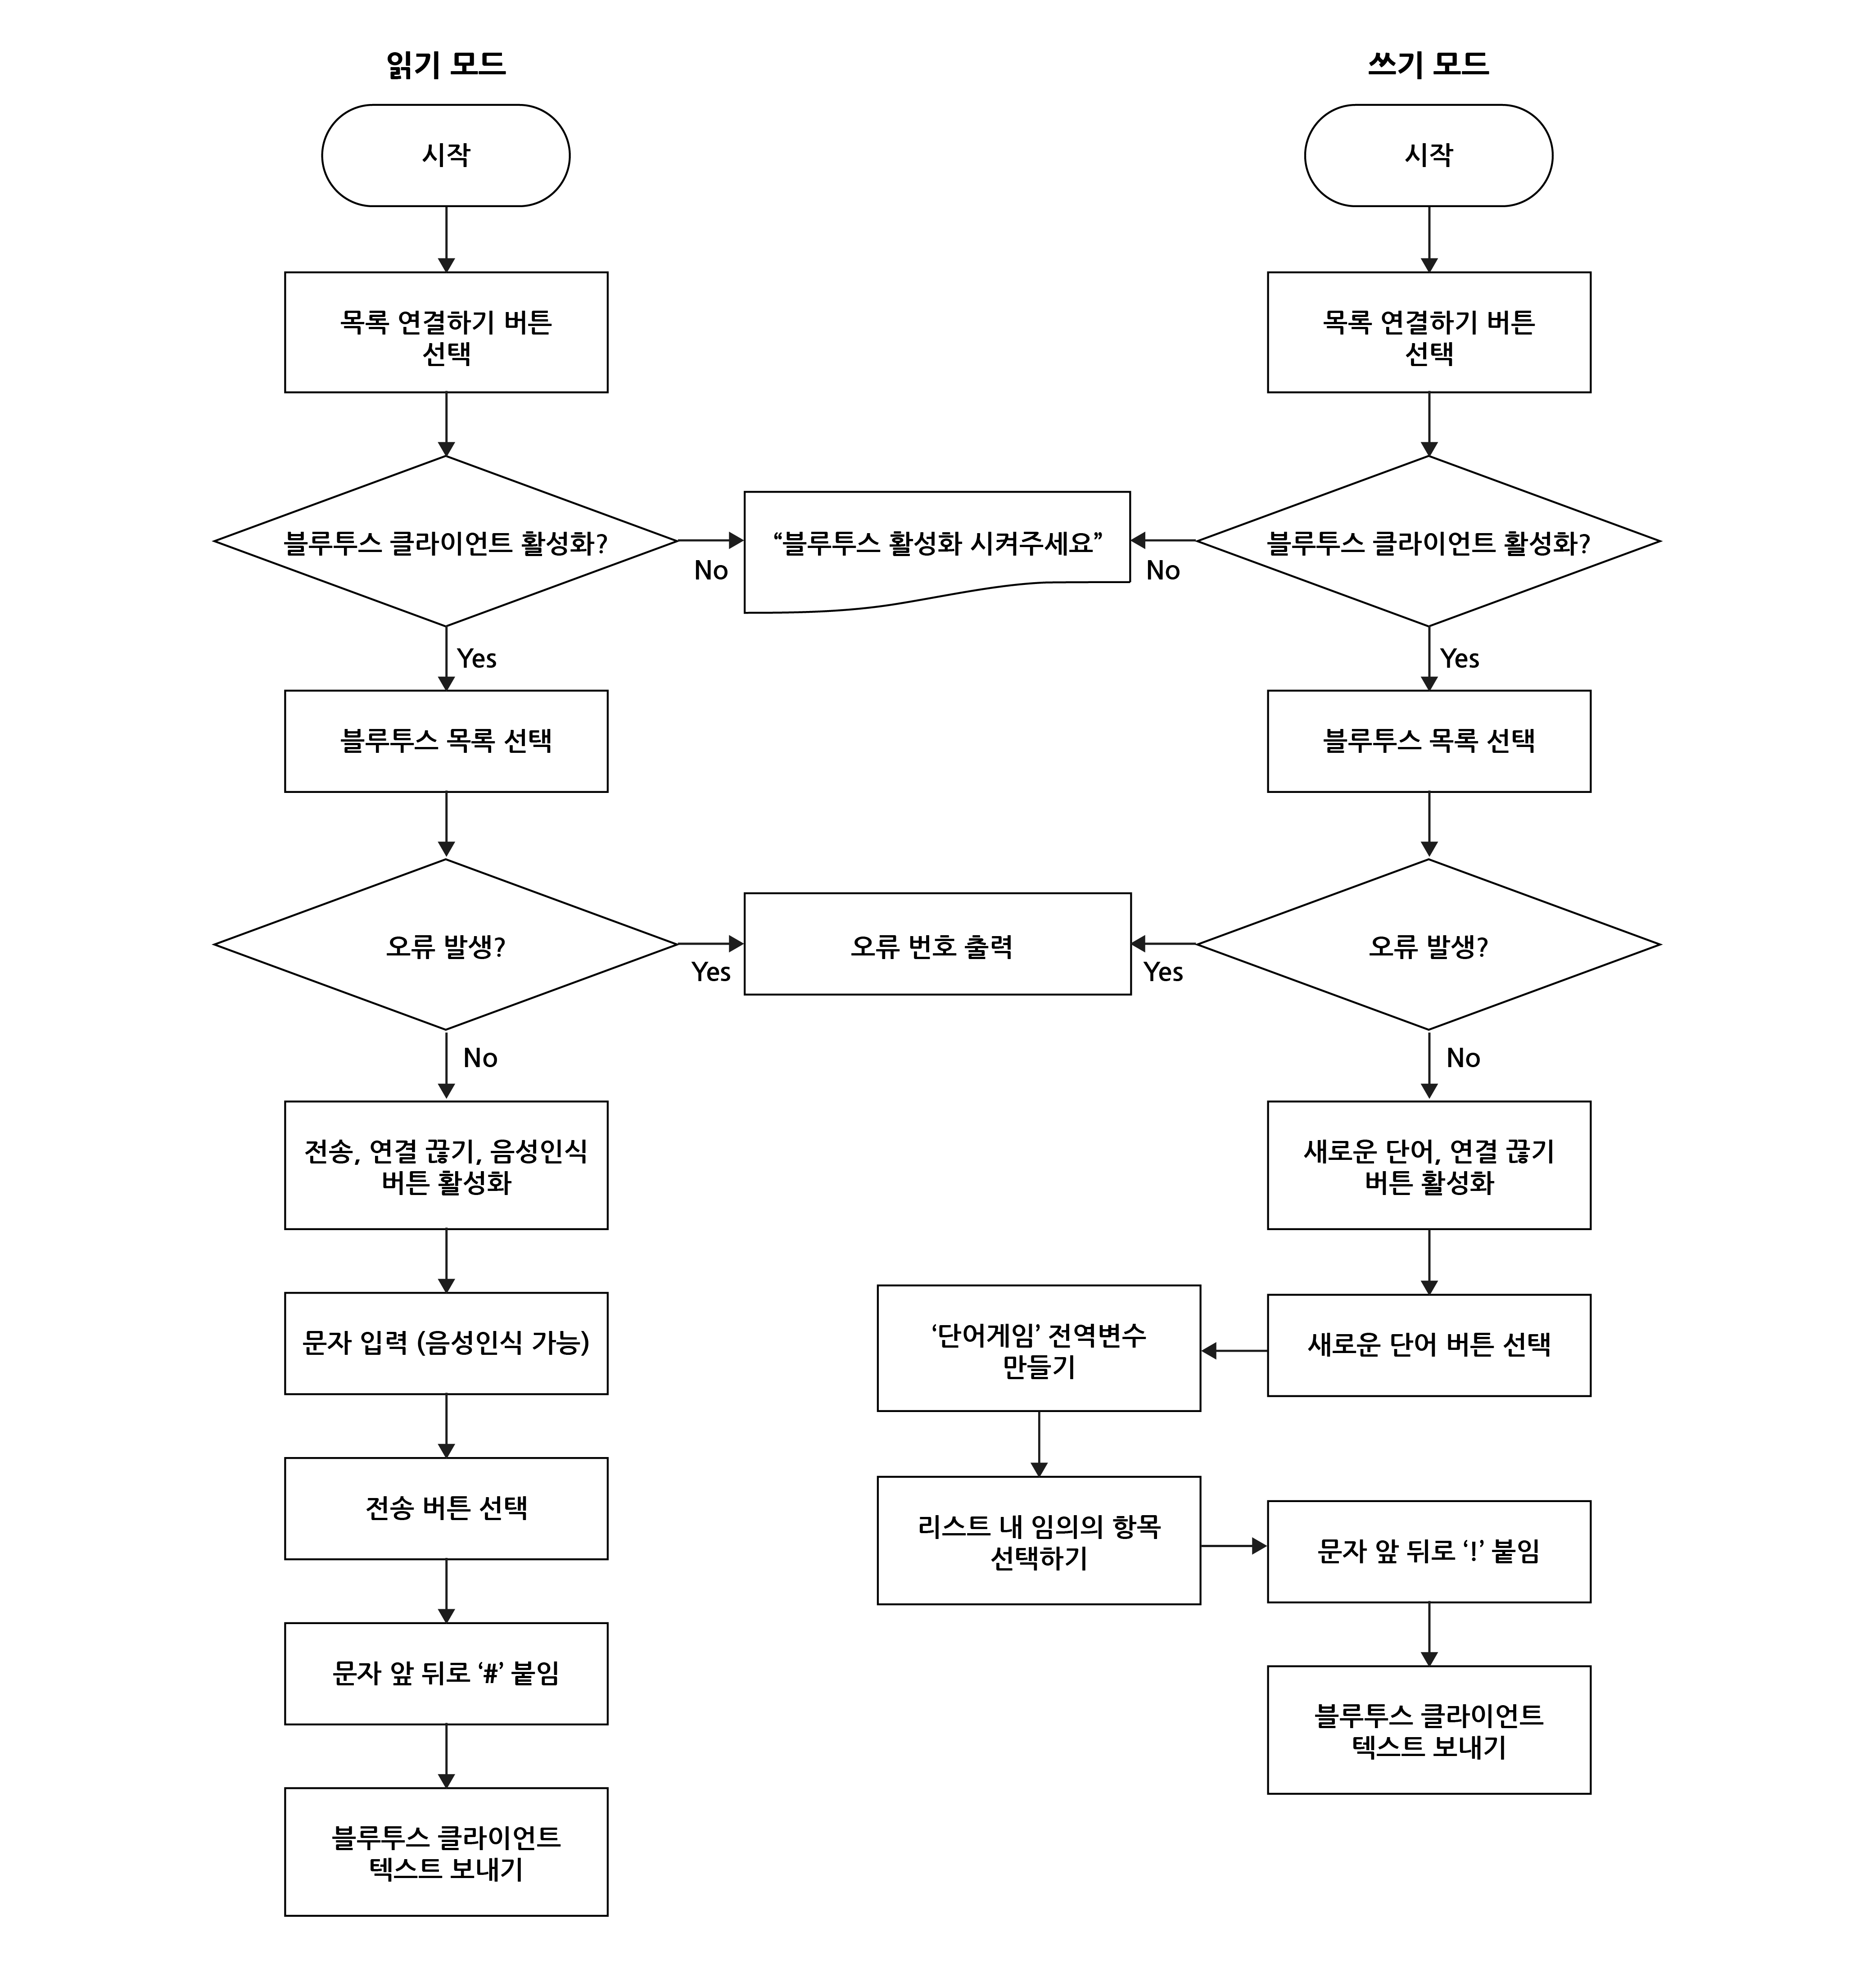 읽기 모드
시작
목록 연결하기 버튼
선택
블루투스 클라이언트 활성화?
No
Yes
“블루투스 활성화 시켜주세요”
블루투스 목록 선택
오류 발생?
Yes
No
오류 번호 출력
전송, 연결 끊기, 음성인식
버튼 활성화
문자 입력 (음성인식 가능)
전송 버튼 선택
문자 앞 뒤로 ‘#’ 붙임
블루투스 클라이언트
텍스트 보내기
쓰기 모드
시작
목록 연결하기 버튼
선택
블루투스 클라이언트 활성화?
No
Yes
블루투스 목록 선택
오류 발생?
Yes
No
새로운 단어, 연결 끊기
버튼 활성화
새로운 단어 버튼 선택
‘단어게임’ 전역변수
만들기
리스트 내 임의의 항목
선택하기
문자 앞 뒤로 ‘!’ 붙임
블루투스 클라이언트
텍스트 보내기